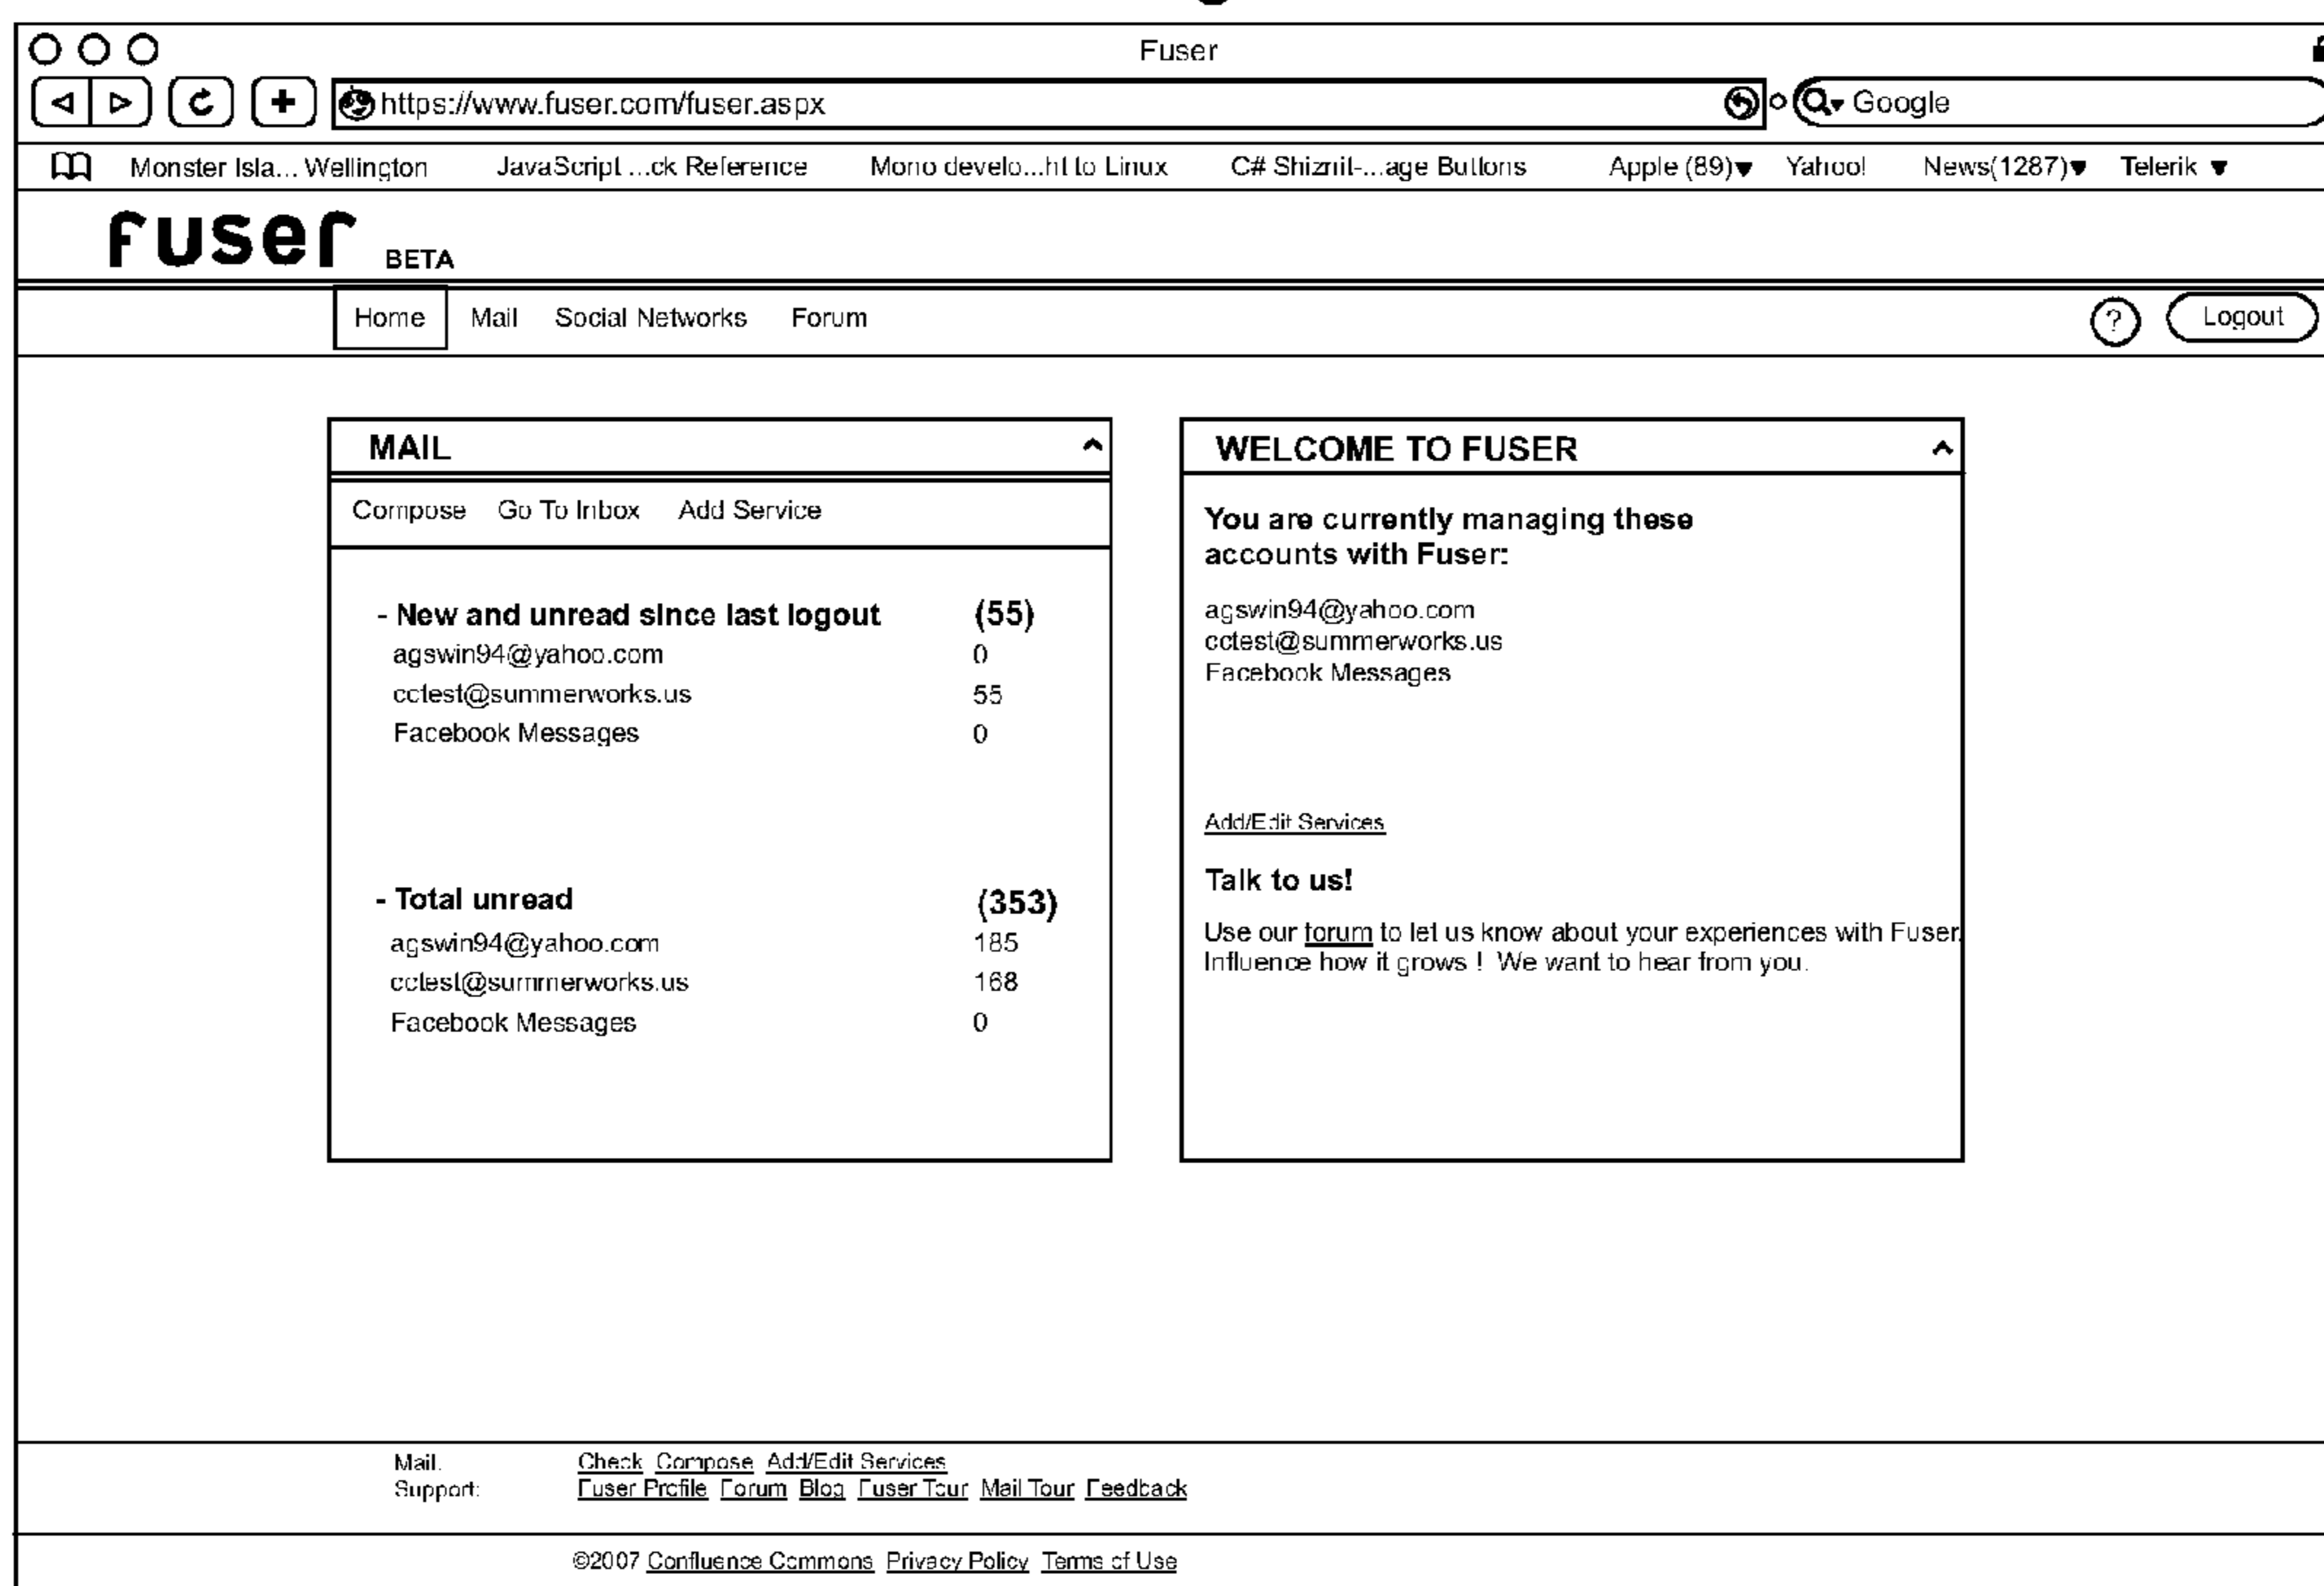 Fuser
https://www.fuser.com/fuser.aspx
Google
Monster Isla... Wellington JavaScript ...ck Reference Mono develo...ht to Linux C# Shiznit-...age Buttons Apple (89) Yahoo! News(1287) Telerik
fuser BETA
Home Mail Social Networks Forum ? Logout
MAIL
Compose Go To Inbox Add Service
- New and unread since last logout (55)
agswin94@yahoo.com 0
cctest@summerworks.us 55
Facebook Messages 0
- Total unread (353)
agswin94@yahoo.com 185
cctest@summerworks.us 168
Facebook Messages 0
WELCOME TO FUSER
You are currently managing these
accounts with Fuser:
agswin94@yahoo.com
cctest@summerworks.us
Facebook Messages
Add/Edit Services
Talk to us!
Use our forum to let us know about your experiences with Fuser.
Influence how it grows ! We want to hear from you.
Mail: Check Compose Add/Edit Services
Support: Fuser Profile Forum Blog Fuser Tour Mail Tour Feedback
©2007 Confluence Commons Privacy Policy Terms of Use